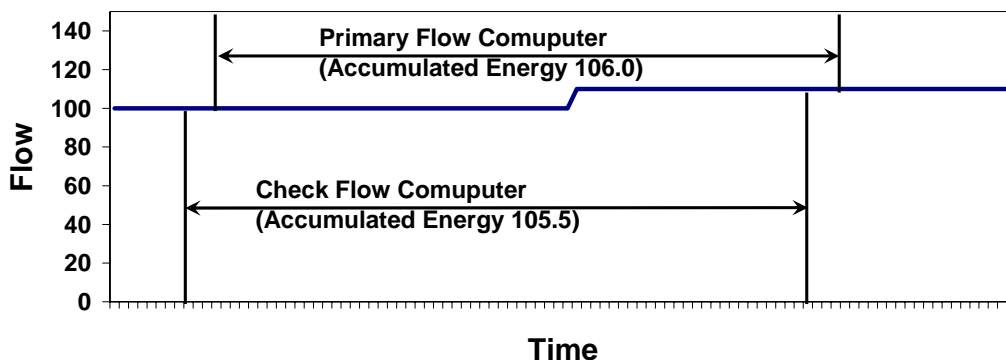 140
120
100
80
60
40
20
0
Flow
Primary Flow Comuputer
(Accumulated Energy 106.0)
Check Flow Comuputer
(Accumulated Energy 105.5)
Time